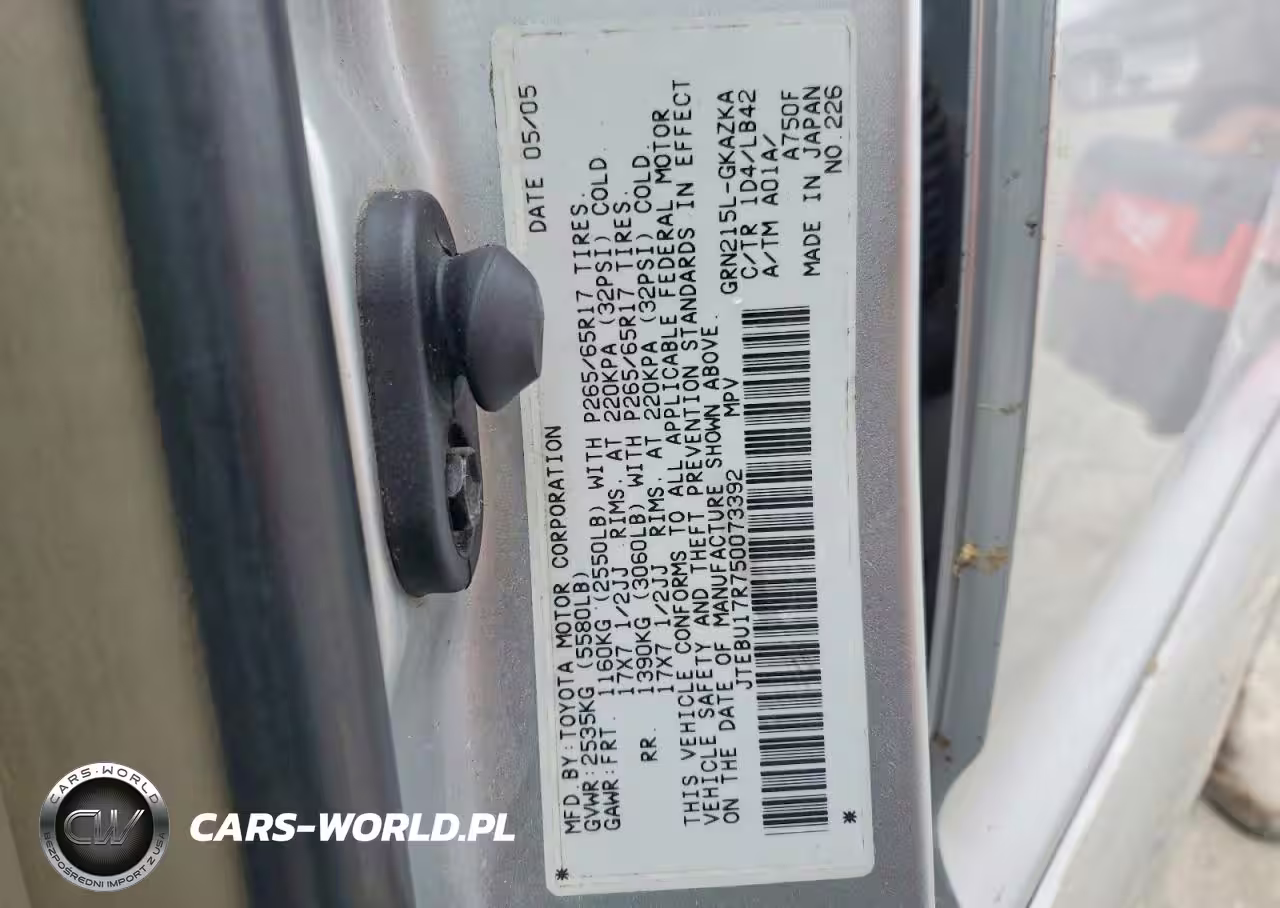 MFD. BY: TOYOTA MOTOR CORPORATION DATE 05/05
GVWR: 2535KG (5580LB)
GAWR: FRT. 1160KG (2550LB) WITH P265/65R17 TIRES.
17X7 1/2JJ RIMS. AT 220KPA (32PSI) COLD.
RR. 1390KG (3060LB) WITH P265/65R17 TIRES.
17X7 1/2JJ RIMS. AT 220KPA (32PSI) COLD.
THIS VEHICLE CONFORMS TO ALL APPLICABLE FEDERAL MOTOR
VEHICLE SAFETY AND THEFT PREVENTION STANDARDS IN EFFECT
ON THE DATE OF MANUFACTURE SHOWN ABOVE.
JTEBU17R750073392 MPV
GRN215L-GKAZKA
C/TR 1D4/LB42
A/TM A01A/
A750F
MADE IN JAPAN
NO.226
CARS-WORLD
CW
BEZPOŚREDNI IMPORT Z USA
CARS-WORLD.PL